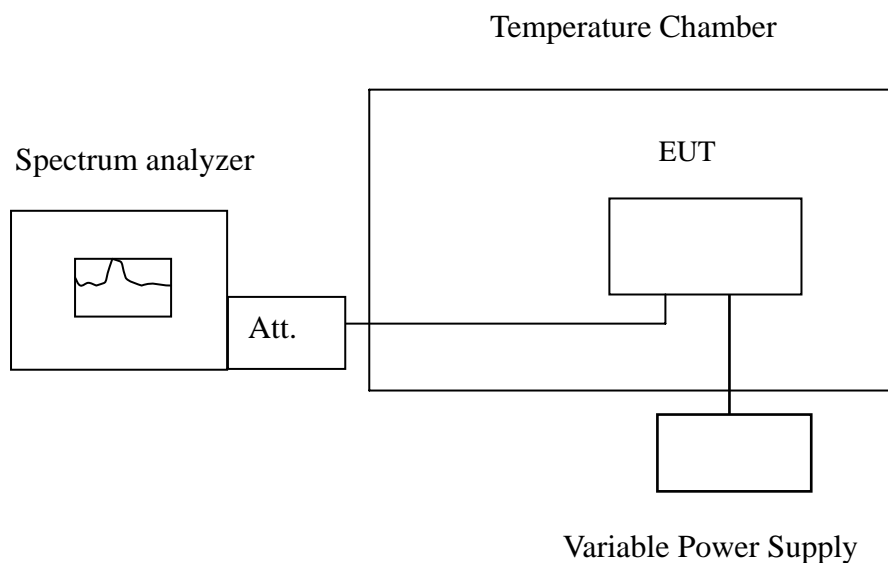 Temperature Chamber
Spectrum analyzer
EUT
Att.
Variable Power Supply